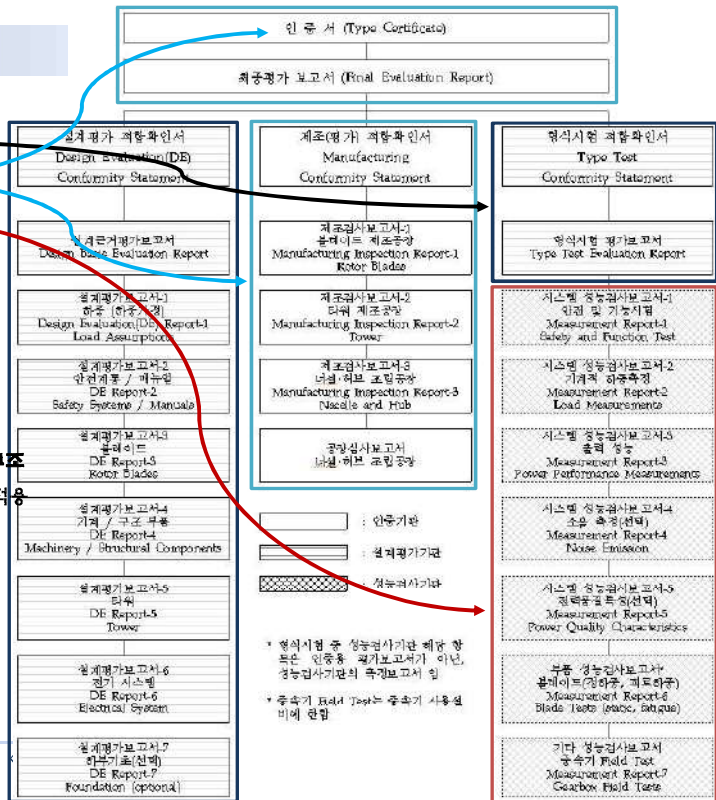 인 증 서 (Type Certificate)
최종평가 보고서 (Final Evaluation Report)
설계평가 적합확인서
Design Evaluation(DE)
Conformity Statement
설계근거평가보고서
Design Basis Evaluation Report
설계평가보고서-1
하중 (하중가정)
Design Evaluation(DE) Report-1
Load Assumptions
설계평가보고서-2
안전계통 / 매뉴얼
DE Report-2
Safety Systems / Manuals
설계평가보고서-3
블레이드
DE Report-3
Rotor Blades
설계평가보고서-4
기계 / 구조 부품
DE Report-4
Machinery / Structural Components
설계평가보고서-5
타워
DE Report-5
Tower
설계평가보고서-6
전기 시스템
DE Report-6
Electrical System
설계평가보고서-7
하부기초(선택)
DE Report-7
Foundation (optional)
제조(평가) 적합확인서
Manufacturing
Conformity Statement
제조검사보고서-1
블레이드 제조공장
Manufacturing Inspection Report-1
Rotor Blades
제조검사보고서-2
타워 제조공장
Manufacturing Inspection Report-2
Tower
제조검사보고서-3
너셀·허브 조립공장
Manufacturing Inspection Report-3
Nacelle and Hub
공장심사보고서
너셀·허브 조립공장
: 인증기관
: 설계평가기관
: 성능검사기관
* 형식시험 중 성능검사기관 해당 항
목은 인증용 평가보고서가 아닌,
성능검사기관의 측정보고서 임
* 증속기 Field Test는 증속기 사용설
비에 한함
형식시험 적합확인서
Type Test
Conformity Statement
형식시험 평가보고서
Type Test Evaluation Report
시스템 성능검사보고서-1
안전 및 기능시험
Measurement Report-1
Safety and Function Test
시스템 성능검사보고서-2
기계적 하중측정
Measurement Report-2
Load Measurements
시스템 성능검사보고서-3
출력 성능
Measurement Report-3
Power Performance Measurements
시스템 성능검사보고서-4
소음 측정(선택)
Measurement Report-4
Noise Emission
시스템 성능검사보고서-5
전력품질특성(선택)
Measurement Report-5
Power Quality Characteristics
부품 성능검사보고서*
블레이드(정하중, 피로하중)
Measurement Report-6
Blade Tests (static, fatigue)
기타 성능검사보고서
증속기 Field Test
Measurement Report-7
Gearbox Field Tests